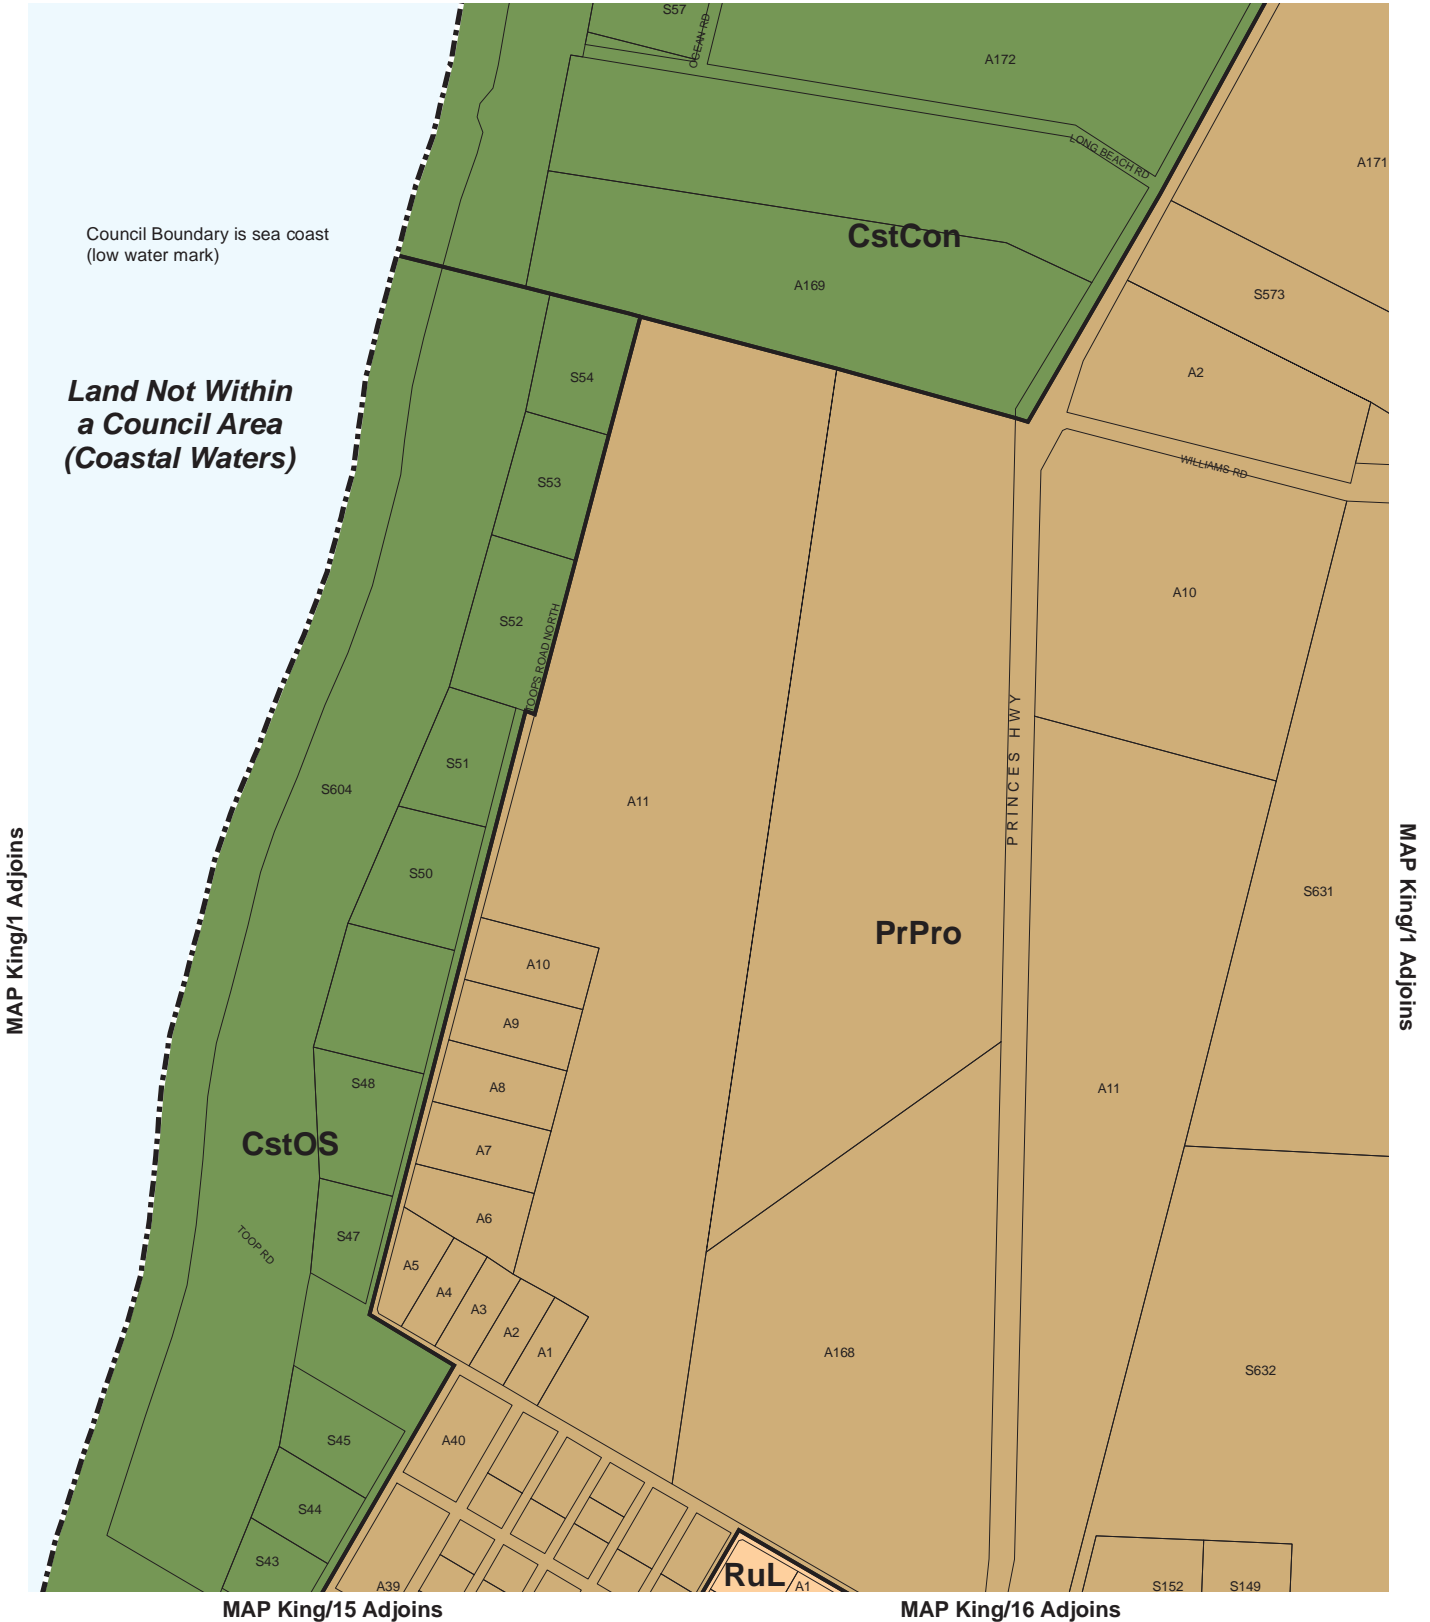 S57
OCEAN RD
A172
LONG BEACH RD
A171
Council Boundary is sea coast
(low water mark)
CstCon
A169
S573
Land Not Within
a Council Area
(Coastal Waters)
S54
A2
S53
WILLIAMS RD
S52
TOOPS ROAD NORTH
A10
PRINCES HWY
S51
S604
A11
S50
MAP King/1 Adjoins
MAP King/1 Adjoins
S631
PrPro
A10
A9
S48
A8
A11
CstOS
A7
A6
S47
TOOP RD
A5
A4
A3
A2
A1
A168
S632
S45
A40
S44
S43
RuL
A1
A39
S152
S149
MAP King/15 Adjoins
MAP King/16 Adjoins